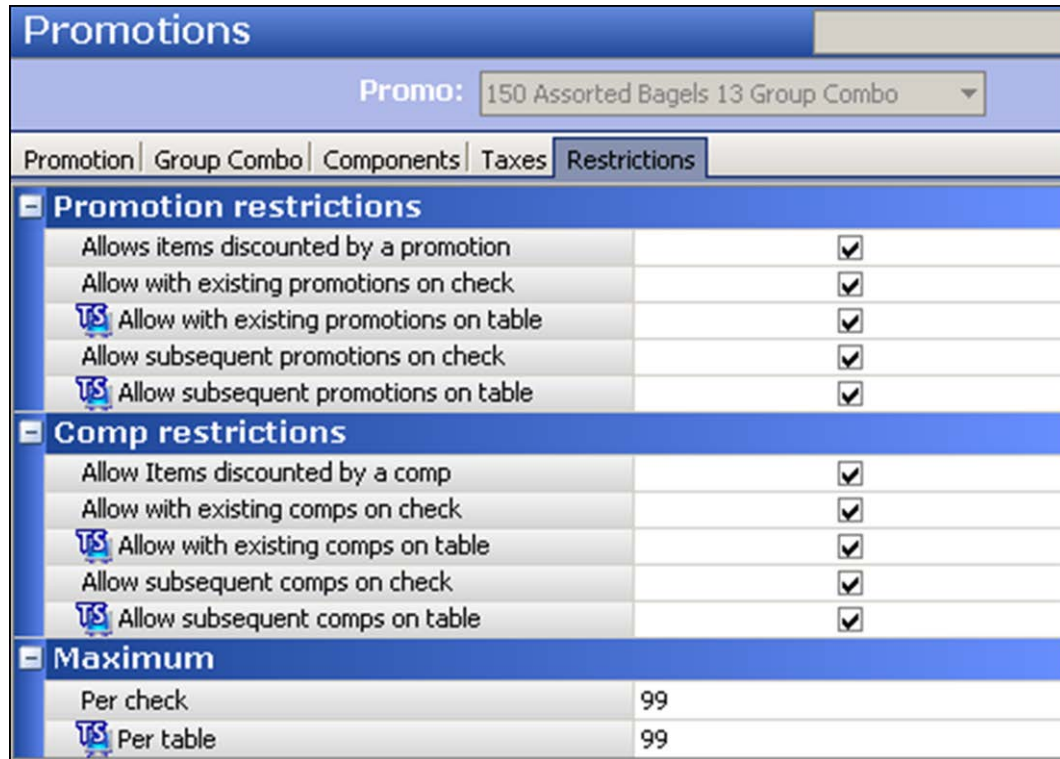 Promotions
Promo: 150 Assorted Bagels 13 Group Combo
Promotion Group Combo Components Taxes Restrictions
Promotion restrictions
Allows items discounted by a promotion
Allow with existing promotions on check
TS Allow with existing promotions on table
Allow subsequent promotions on check
TS Allow subsequent promotions on table
Comp restrictions
Allow Items discounted by a comp
Allow with existing comps on check
TS Allow with existing comps on table
Allow subsequent comps on check
TS Allow subsequent comps on table
Maximum
Per check 99
TS Per table 99